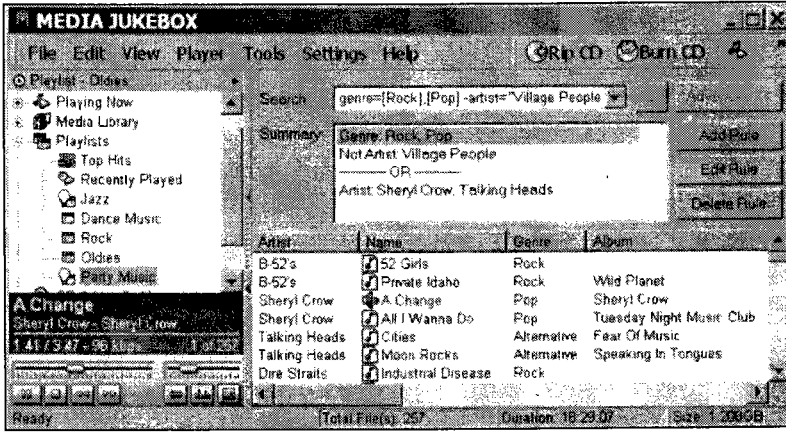 MEDIA JUKEBOX
File Edit View Player Tools Settings Help Rip CD Burn CD
Playlist - Oldies
Playing Now
Media Library
Playlists
Top Hits
Recently Played
Jazz
Dance Music
Rock
Oldies
Party Music
A Change
Sheryl Crow - Sheryl Crow
Search genre=[Rock],[Pop] -artist="Village People
Summary Genre: Rock, Pop
Not Artist: Village People
OR
Artist: Sheryl Crow, Talking Heads
Add Rule
Edit Rule
Delete Rule
Artist Name Genre Album
B-52's 52 Girls Rock
B-52's Private Idaho Rock Wild Planet
Sheryl Crow A Change Pop Sheryl Crow
Sheryl Crow All I Wanna Do Pop Tuesday Night Music Club
Talking Heads Cities Alternative Fear Of Music
Talking Heads Moon Rocks Alternative Speaking In Tongues
Dire Straits Industrial Disease Rock
Ready Total File(s): 257 Duration: 18:29:07 Size: